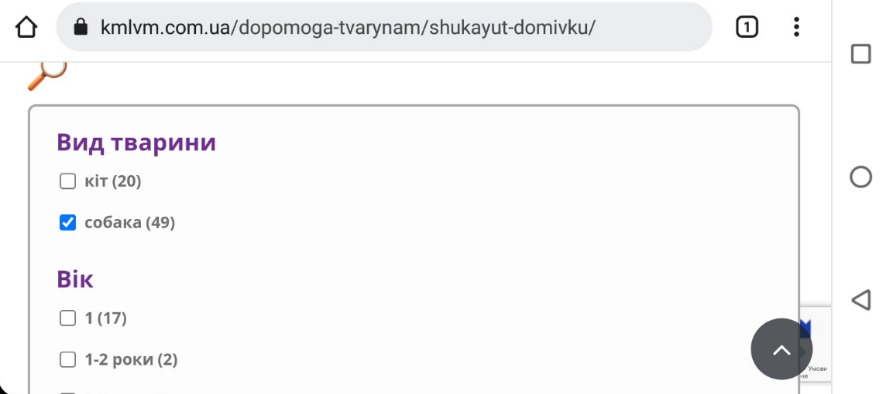 kmlvm.com.ua/dopomoga-tvarynam/shukayut-domivku/
1
Вид тварини
кіт (20)
собака (49)
Вік
1 (17)
1-2 роки (2)
Умови